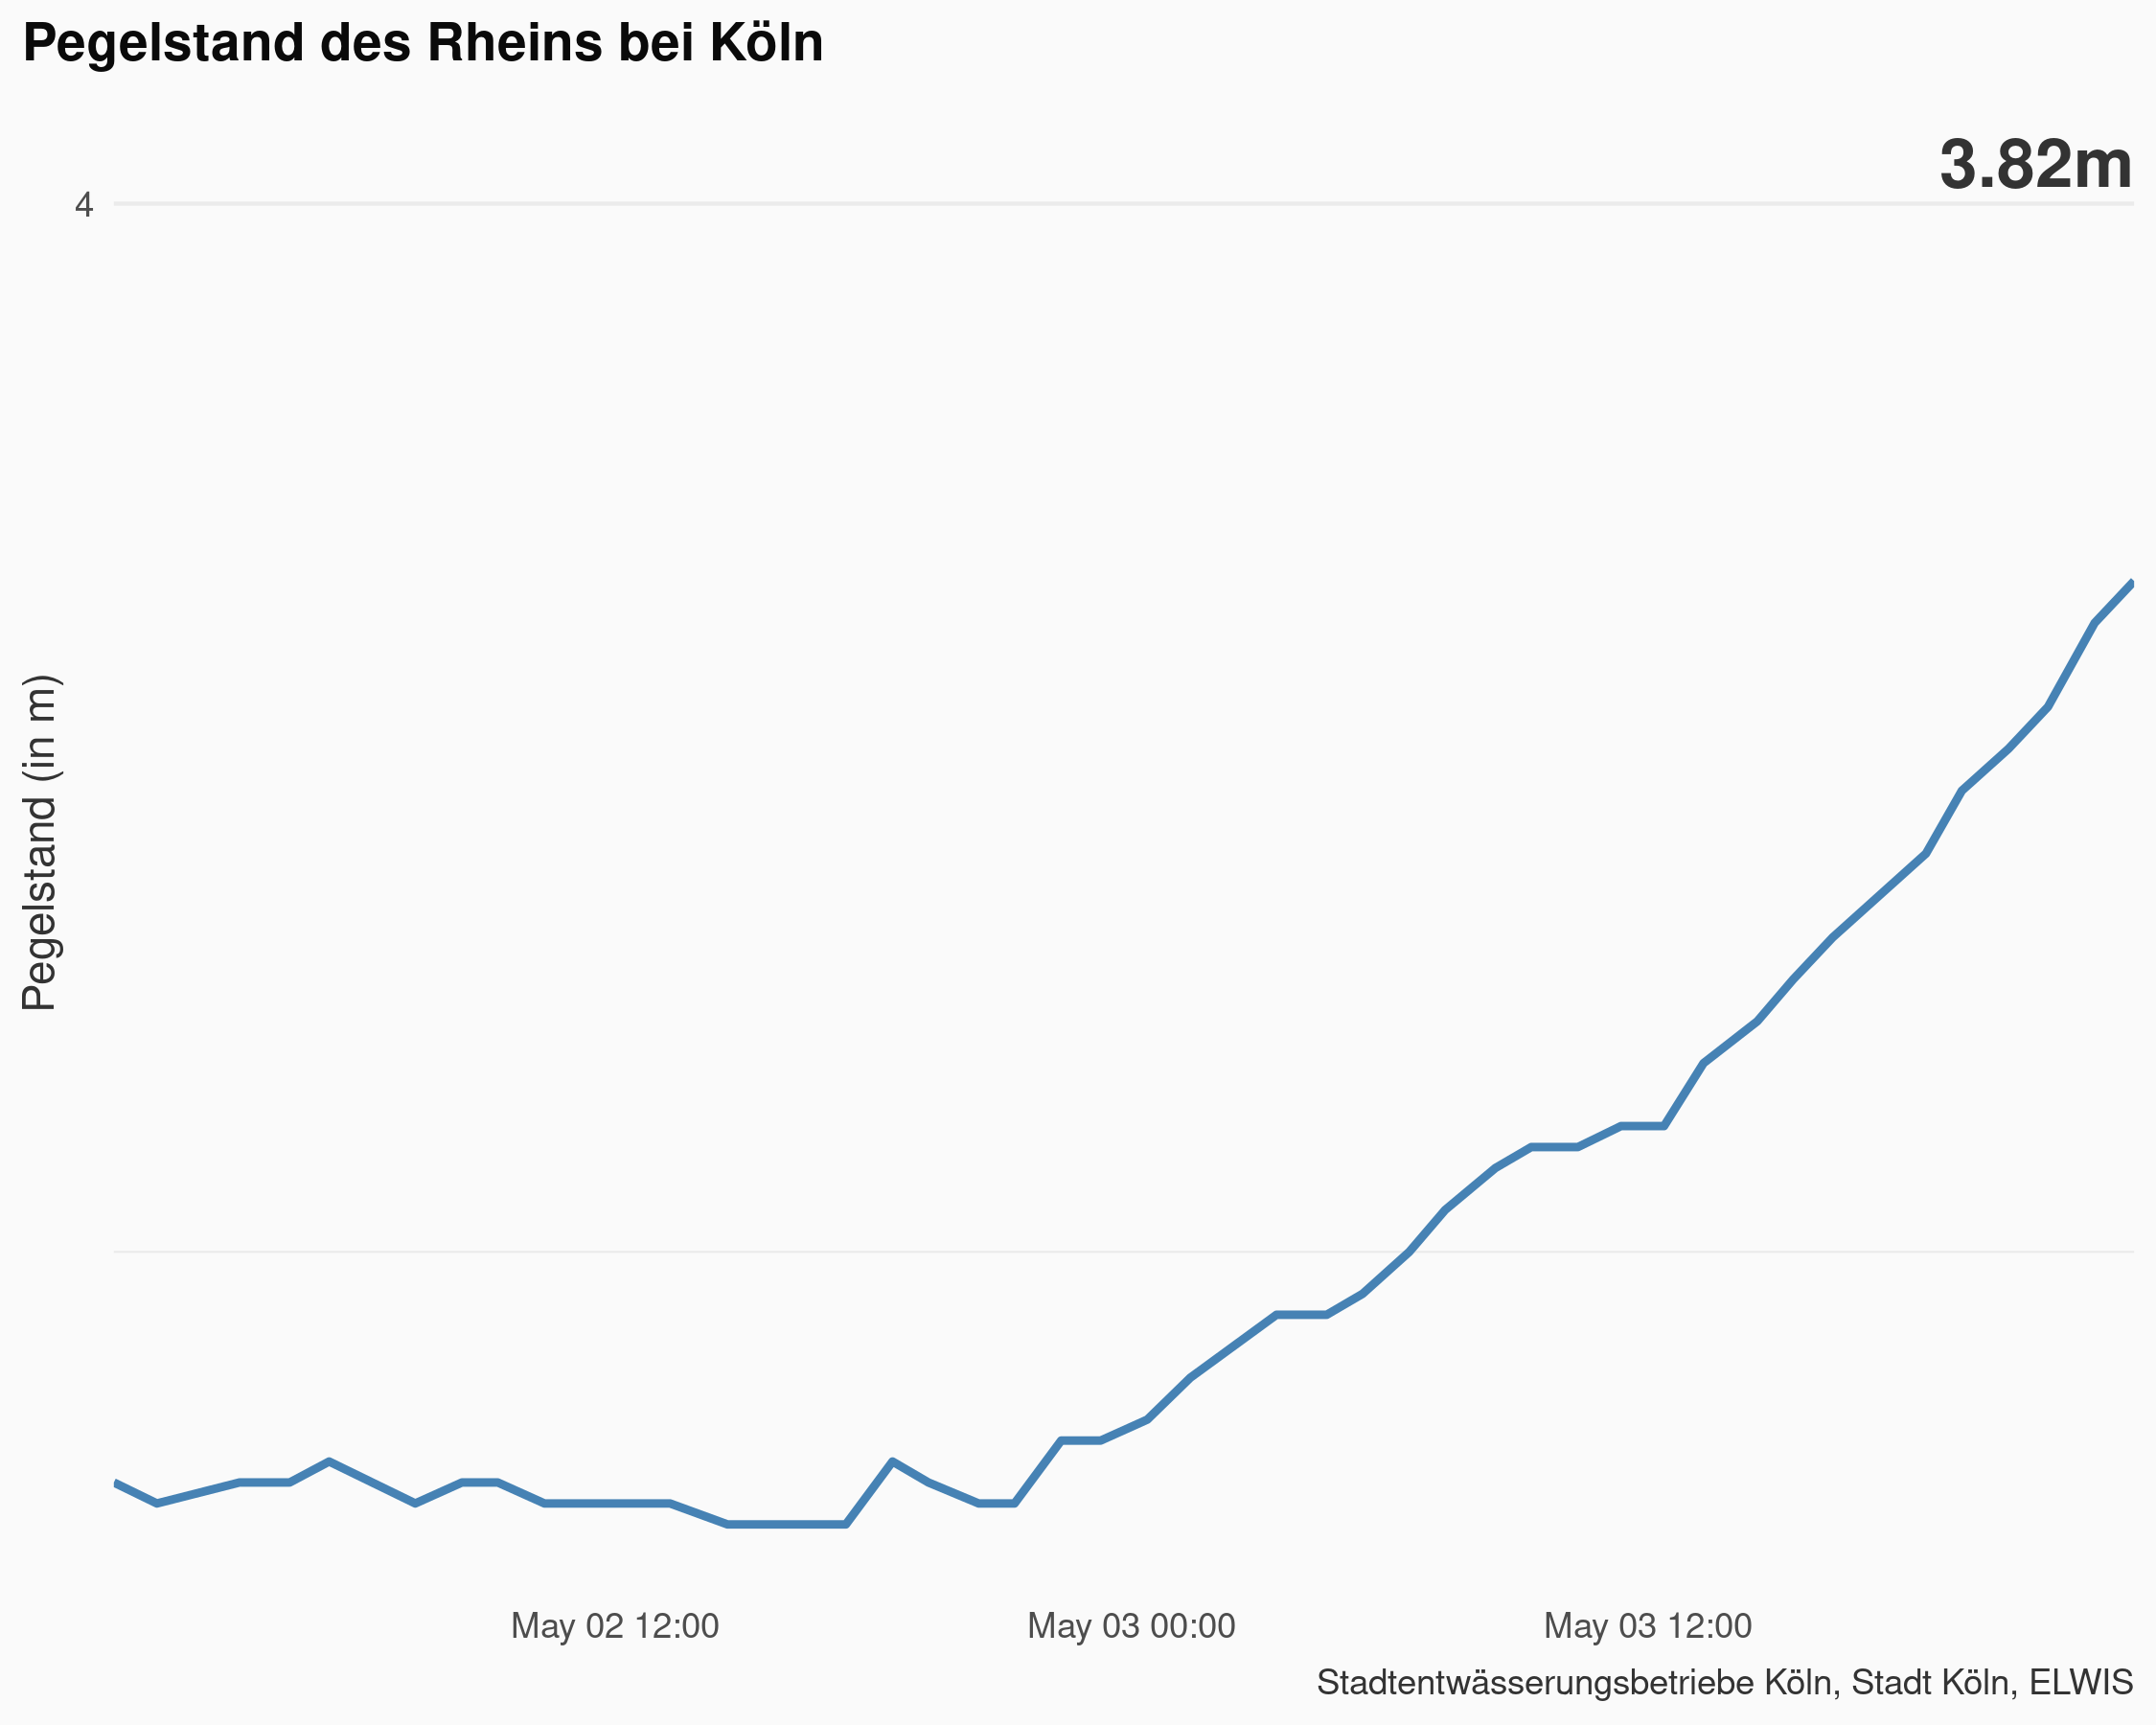 Pegelstand des Rheins bei Köln
3.82m
4
Pegelstand (in m)
May 02 12:00
May 03 00:00
May 03 12:00
Stadtentwässerungsbetriebe Köln, Stadt Köln, ELWIS